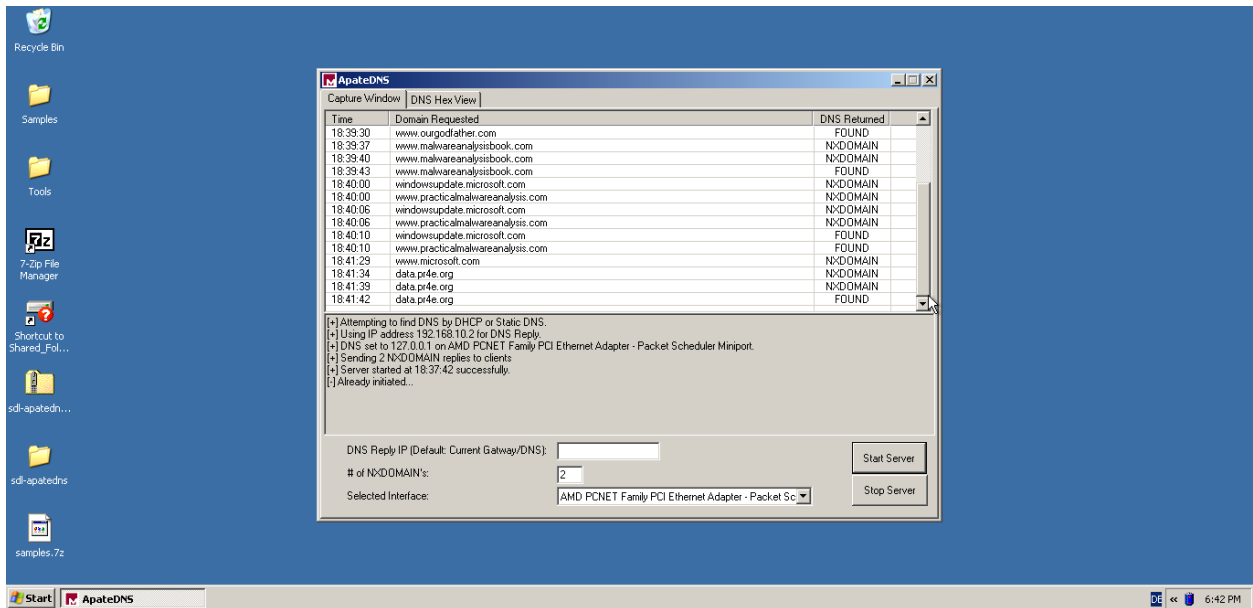 Recycle Bin
Samples
Tools
7-Zip File
Manager
Shortcut to
Shared_Fol...
sdl-apatedn...
sdl-apatedns
samples.7z
ApateDNS
Capture Window DNS Hex View
Time Domain Requested DNS Returned
18:39:30 www.ourgodfather.com FOUND
18:39:37 www.malwareanalysisbook.com NXDOMAIN
18:39:40 www.malwareanalysisbook.com NXDOMAIN
18:39:43 www.malwareanalysisbook.com FOUND
18:40:00 windowsupdate.microsoft.com NXDOMAIN
18:40:00 www.practicalmalwareanalysis.com NXDOMAIN
18:40:06 windowsupdate.microsoft.com NXDOMAIN
18:40:06 www.practicalmalwareanalysis.com NXDOMAIN
18:40:10 windowsupdate.microsoft.com FOUND
18:40:10 www.practicalmalwareanalysis.com FOUND
18:41:29 www.microsoft.com NXDOMAIN
18:41:34 data.pr4e.org NXDOMAIN
18:41:39 data.pr4e.org NXDOMAIN
18:41:42 data.pr4e.org FOUND
[+] Attempting to find DNS by DHCP or Static DNS.
[+] Using IP address 192.168.10.2 for DNS Reply.
[+] DNS set to 127.0.0.1 on AMD PCNET Family PCI Ethernet Adapter - Packet Scheduler Miniport.
[+] Sending 2 NXDOMAIN replies to clients
[+] Server started at 18:37:42 successfully.
[-] Already initiated...
DNS Reply IP (Default: Current Gatway/DNS):
# of NXDOMAIN's: 2
Selected Interface: AMD PCNET Family PCI Ethernet Adapter - Packet Sc
Start Server
Stop Server
Start ApateDNS DE « 6:42 PM